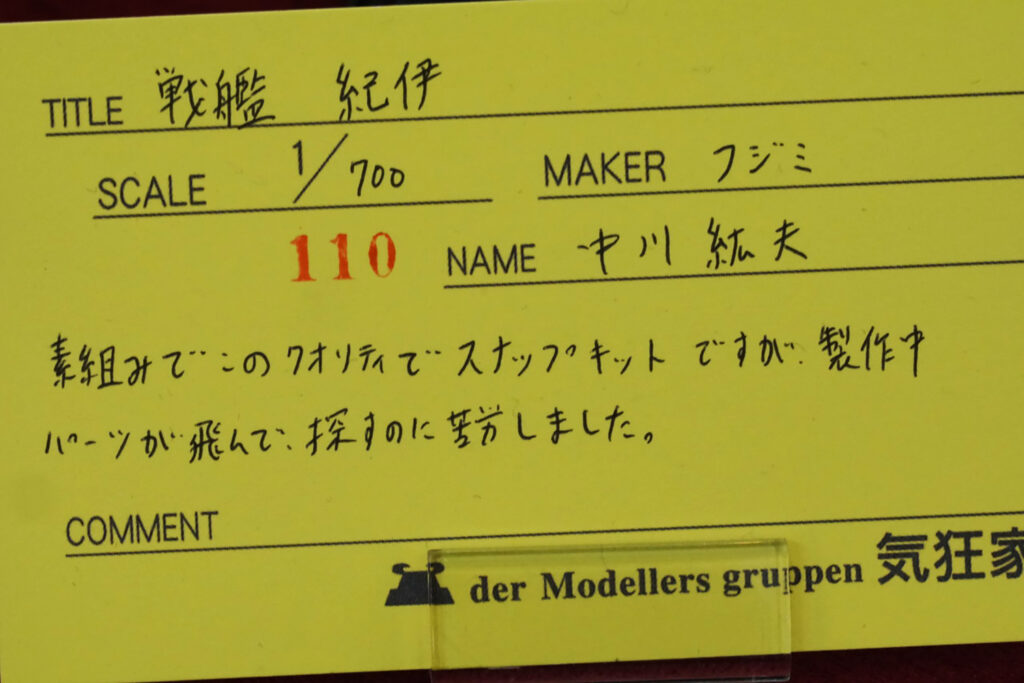 TITLE 戦艦 紀伊
SCALE 1/700 MAKER フジミ
110 NAME 中川 紘夫
素組みでこのクオリティでスナップキットですが、製作中
パーツが飛んで、探すのに苦労しました。
COMMENT
der Modellers gruppen 気狂家